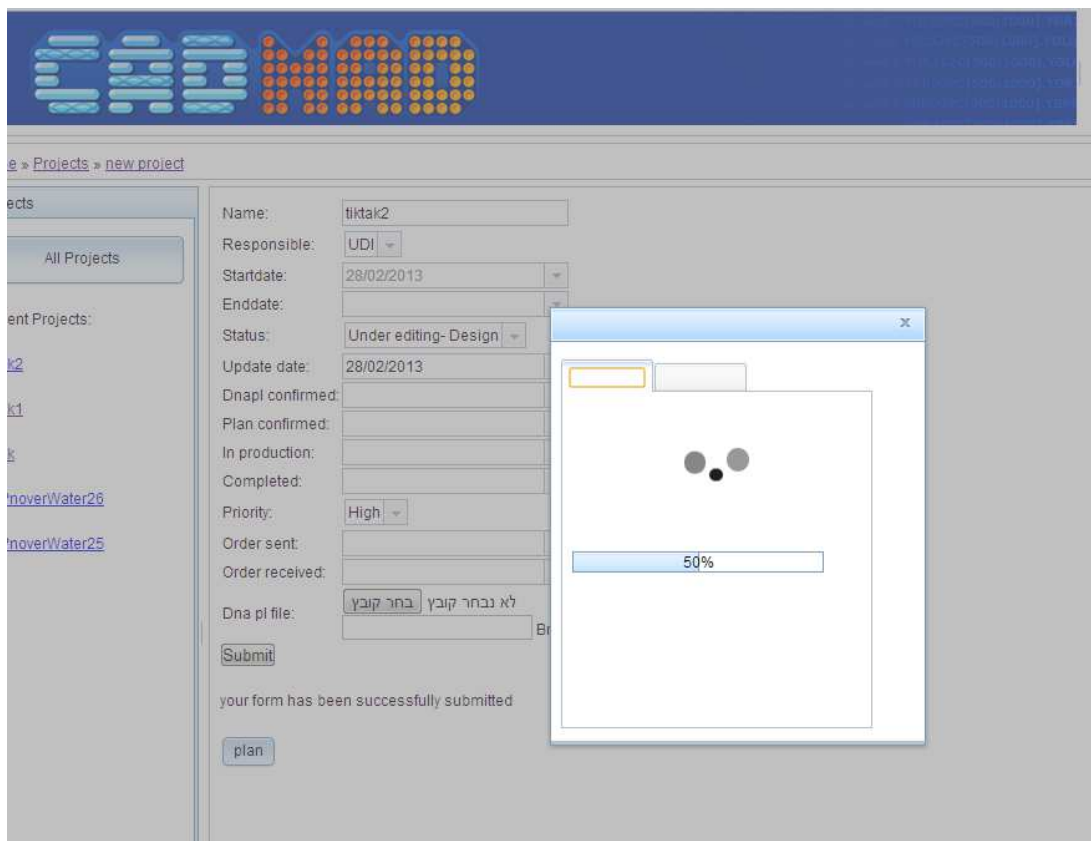 CADMAD
e » Projects » new project
ects
All Projects
ent Projects:
k2
k1
k
noverWater26
noverWater25
Name: tiktak2
Responsible: UDI
Startdate: 28/02/2013
Enddate:
Status: Under editing- Design
Update date: 28/02/2013
Dnapl confirmed:
Plan confirmed:
In production:
Completed:
Priority: High
Order sent:
Order received:
Dna pl file: בחר קובץ לא נבחר קובץ
Br
Submit
your form has been successfully submitted
plan
x
50%